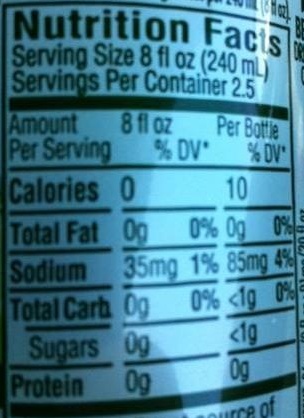 Nutrition Facts
Serving Size 8 fl oz (240 mL)
Servings Per Container 2.5
Amount 8 fl oz Per Bottle
Per Serving % DV* % DV*
Calories 0 10
Total Fat 0g 0% 0g 0%
Sodium 35mg 1% 85mg 4%
Total Carb 0g 0% <1g 0%
Sugars 0g <1g
Protein 0g 0g
source of